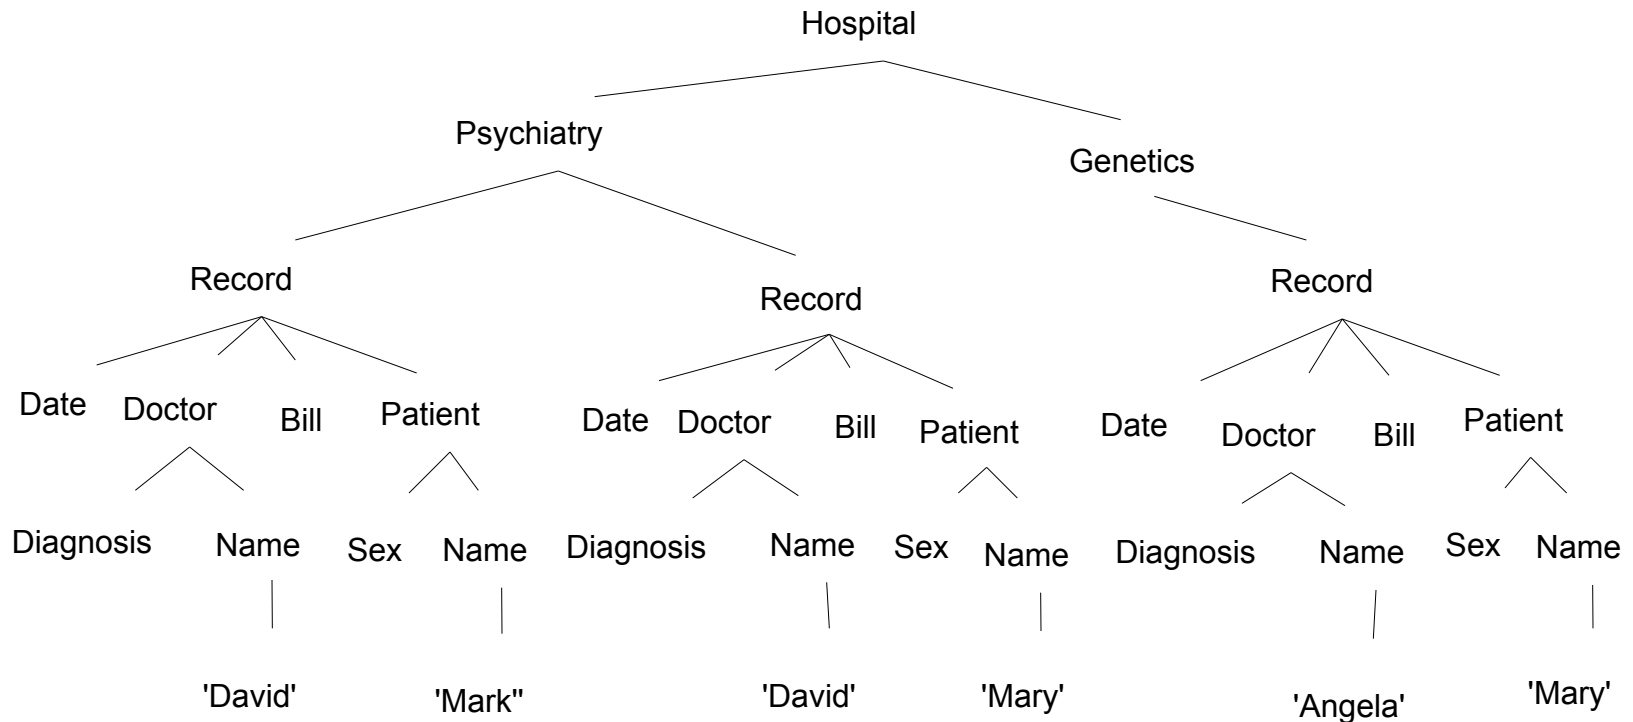 Hospital
Psychiatry
Genetics
Record
Record
Record
Date Doctor Bill Patient Date Doctor Bill Patient Date Doctor Bill Patient
Diagnosis Name Sex Name Diagnosis Name Sex Name Diagnosis Name Sex Name
'David' 'Mark'' 'David' 'Mary' 'Angela' 'Mary'